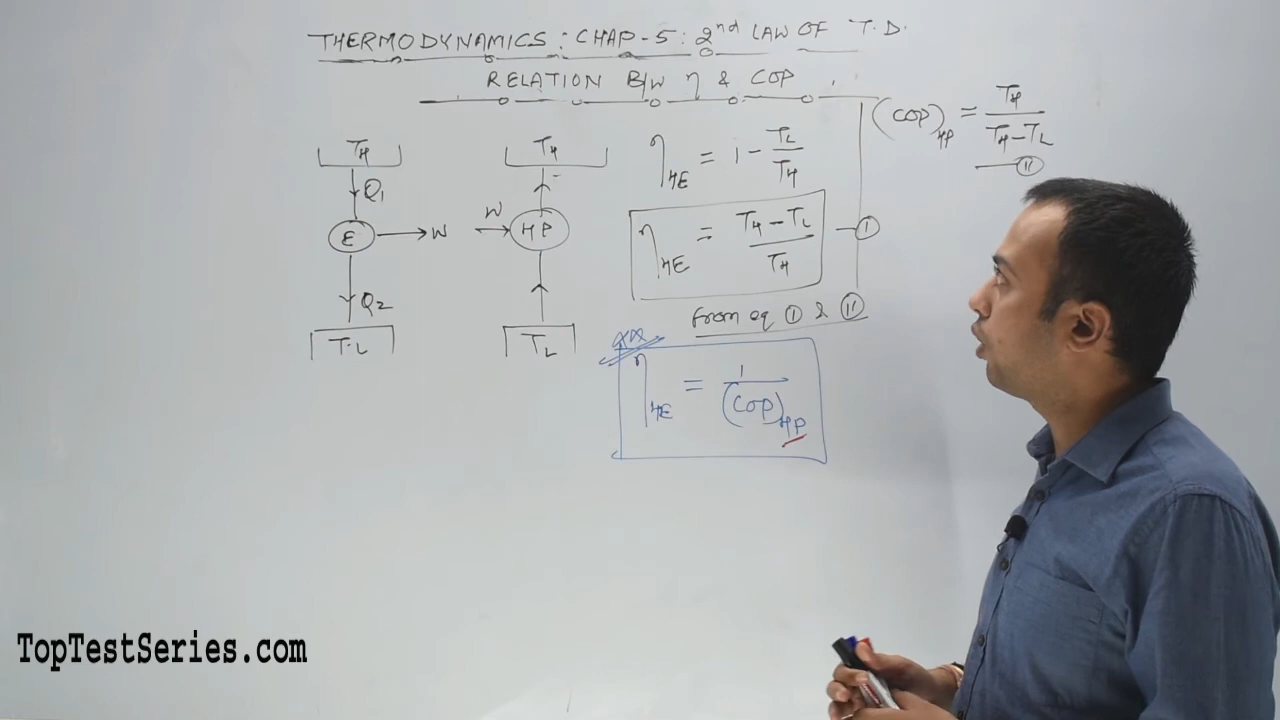 THERMODYNAMICS : CHAP-5 : 2nd LAW OF T.D.
RELATION B/W η & COP
(COP)HP = TH / (TH - TL)
II
TH
Q1
E
W
Q2
T.L
TH
W
HP
TL
ηHE = 1 - TL / TH
ηHE = (TH - TL) / TH
I
from eq I & II
ηHE = 1 / (COP)HP
TopTestSeries.com